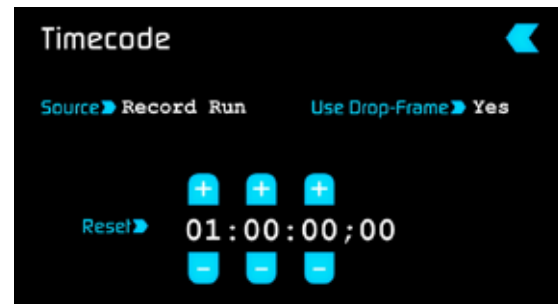 Timecode
Source Record Run Use Drop-Frame Yes
+ + +
Reset 01:00:00;00
- - -